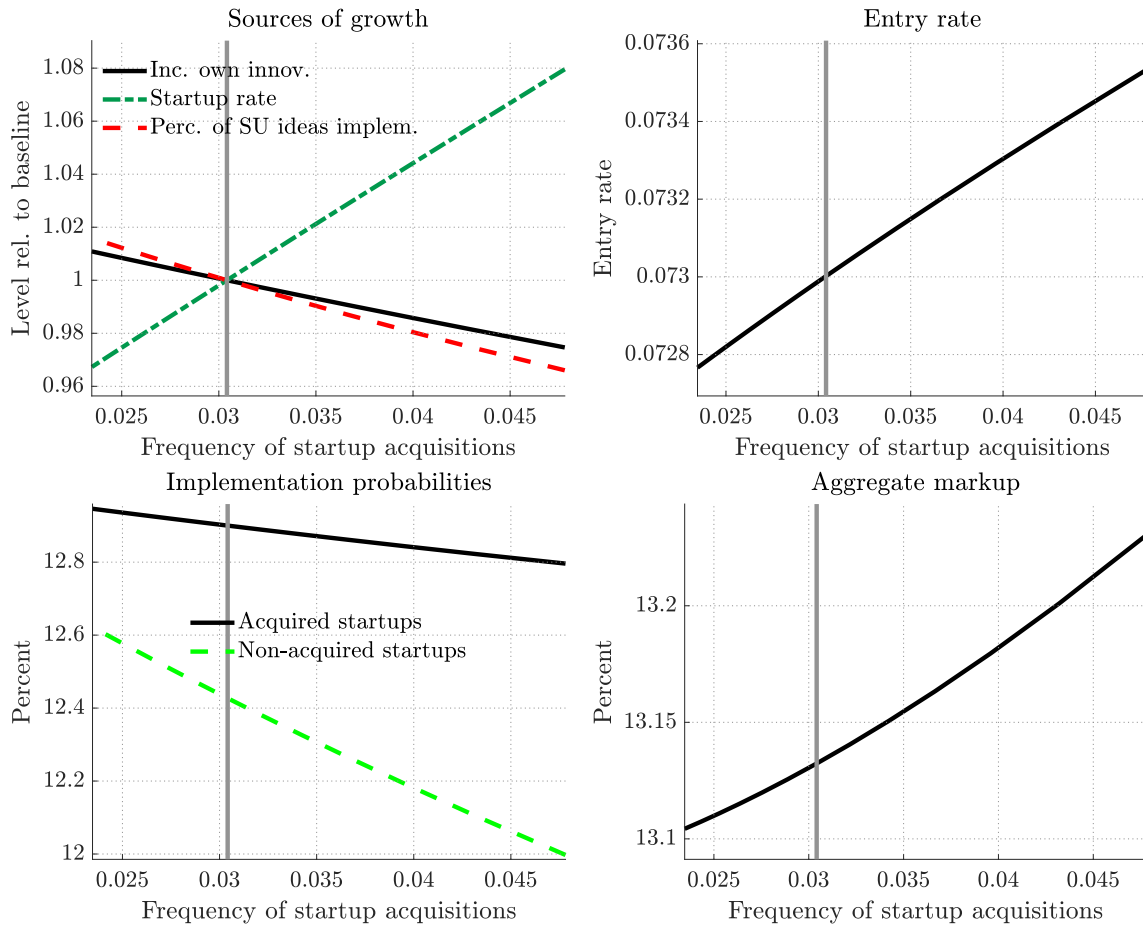 Sources of growth
Level rel. to baseline
1.08
1.06
1.04
1.02
1
0.98
0.96
Inc. own innov.
Startup rate
Perc. of SU ideas implem.
0.025
0.03
0.035
0.04
0.045
Frequency of startup acquisitions
Entry rate
Entry rate
0.0736
0.0734
0.0732
0.073
0.0728
0.025
0.03
0.035
0.04
0.045
Frequency of startup acquisitions
Implementation probabilities
Percent
12.8
12.6
12.4
12.2
12
Acquired startups
Non-acquired startups
0.025
0.03
0.035
0.04
0.045
Frequency of startup acquisitions
Aggregate markup
Percent
13.2
13.15
13.1
0.025
0.03
0.035
0.04
0.045
Frequency of startup acquisitions